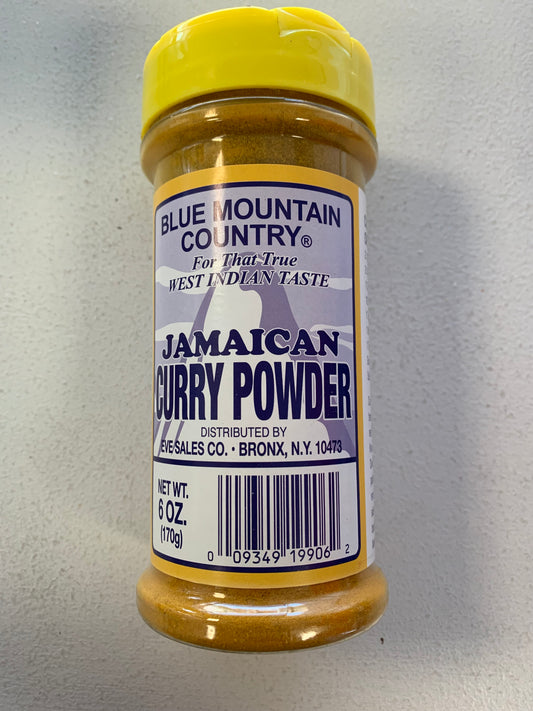 BLUE MOUNTAIN
COUNTRY®
For That True
WEST INDIAN TASTE
JAMAICAN
CURRY POWDER
DISTRIBUTED BY
EVE SALES CO. • BRONX, N.Y. 10473
NET WT.
6 OZ.
(170g)
0 09349 19906 2